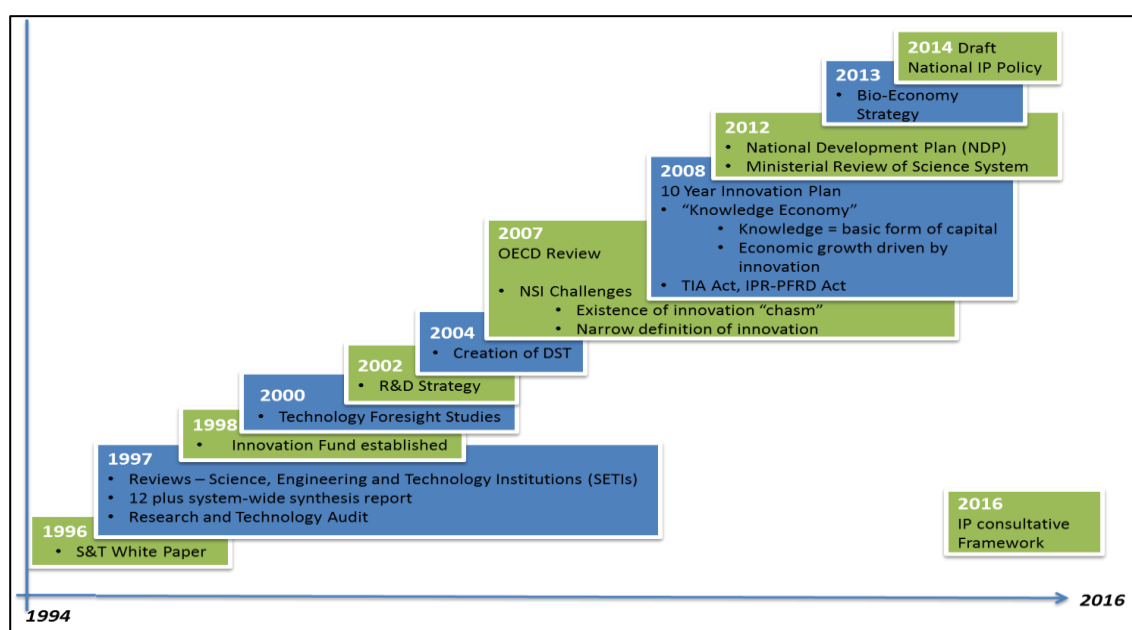 2014 Draft
National IP Policy
2013
• Bio-Economy
Strategy
2012
• National Development Plan (NDP)
• Ministerial Review of Science System
2008
10 Year Innovation Plan
• “Knowledge Economy”
• Knowledge = basic form of capital
• Economic growth driven by
innovation
• TIA Act, IPR-PFRD Act
2007
OECD Review
• NSI Challenges
• Existence of innovation “chasm”
• Narrow definition of innovation
2004
• Creation of DST
2002
• R&D Strategy
2000
• Technology Foresight Studies
1998
• Innovation Fund established
1997
• Reviews – Science, Engineering and Technology Institutions (SETIs)
• 12 plus system-wide synthesis report
• Research and Technology Audit
1996
• S&T White Paper
2016
IP consultative
Framework
1994
2016